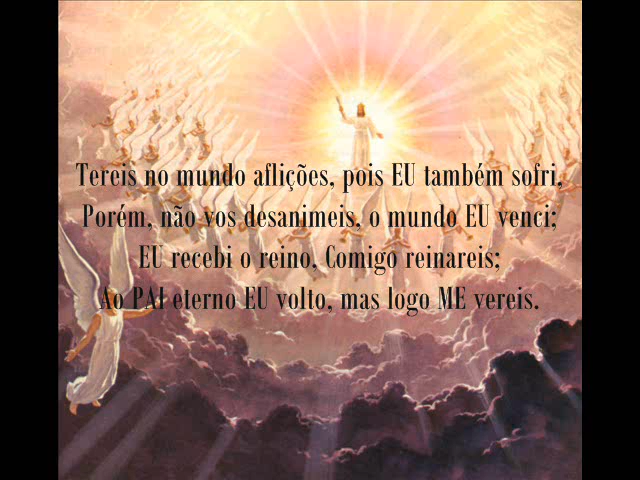 Tereis no mundo aflições, pois EU também sofri,
Porém, não vos desanimeis, o mundo EU venci;
EU recebi o reino, Comigo reinareis;
Ao PAI eterno EU volto, mas logo ME vereis.